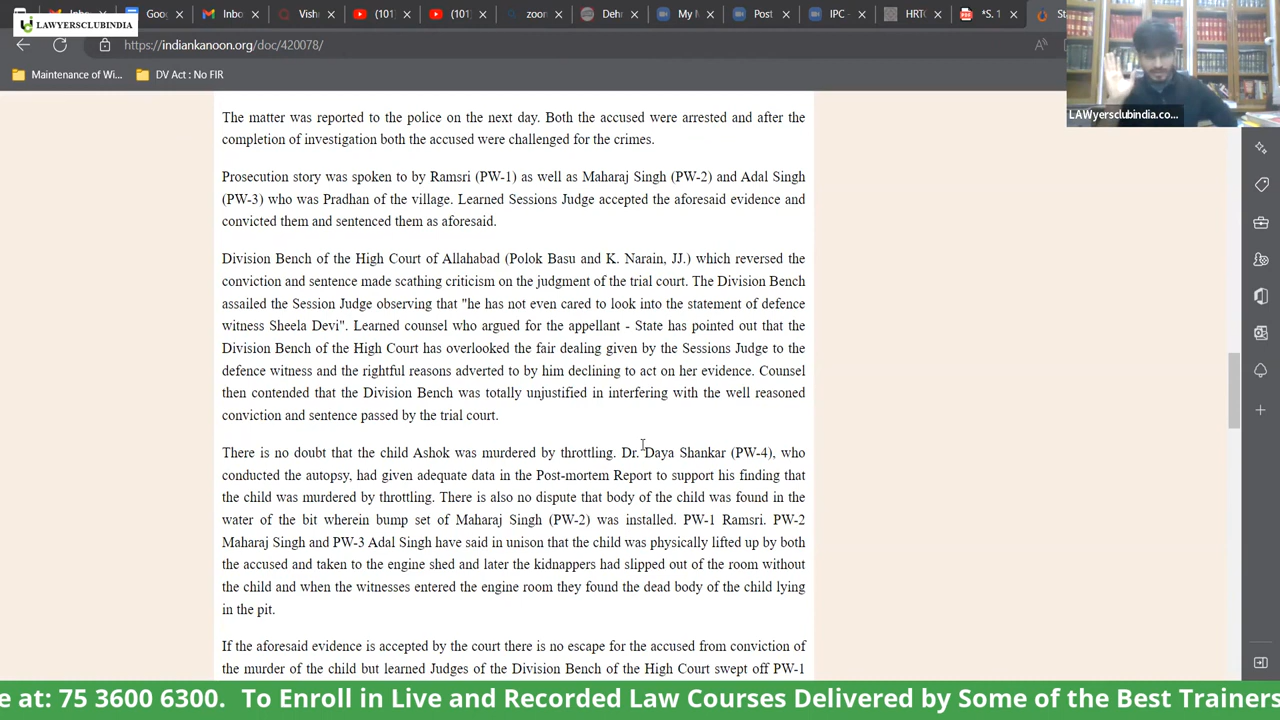 Inbo
Goo
Inbo
Vish
(101
(101
zoor
Dehr
My M
Post
C -
HRT
*S.
St
LAWYERSCLUBINDIA
https://indiankanoon.org/doc/420078/
Maintenance of Wi...
DV Act : No FIR
LAWyersclubindia.co...
The matter was reported to the police on the next day. Both the accused were arrested and after the
completion of investigation both the accused were challenged for the crimes.
Prosecution story was spoken to by Ramsri (PW-1) as well as Maharaj Singh (PW-2) and Adal Singh
(PW-3) who was Pradhan of the village. Learned Sessions Judge accepted the aforesaid evidence and
convicted them and sentenced them as aforesaid.
Division Bench of the High Court of Allahabad (Polok Basu and K. Narain, JJ.) which reversed the
conviction and sentence made scathing criticism on the judgment of the trial court. The Division Bench
assailed the Session Judge observing that "he has not even cared to look into the statement of defence
witness Sheela Devi". Learned counsel who argued for the appellant - State has pointed out that the
Division Bench of the High Court has overlooked the fair dealing given by the Sessions Judge to the
defence witness and the rightful reasons adverted to by him declining to act on her evidence. Counsel
then contended that the Division Bench was totally unjustified in interfering with the well reasoned
conviction and sentence passed by the trial court.
There is no doubt that the child Ashok was murdered by throttling. Dr. Daya Shankar (PW-4), who
conducted the autopsy, had given adequate data in the Post-mortem Report to support his finding that
the child was murdered by throttling. There is also no dispute that body of the child was found in the
water of the bit wherein bump set of Maharaj Singh (PW-2) was installed. PW-1 Ramsri. PW-2
Maharaj Singh and PW-3 Adal Singh have said in unison that the child was physically lifted up by both
the accused and taken to the engine shed and later the kidnappers had slipped out of the room without
the child and when the witnesses entered the engine room they found the dead body of the child lying
in the pit.
If the aforesaid evidence is accepted by the court there is no escape for the accused from conviction of
the murder of the child but learned Judges of the Division Bench of the High Court swept off PW-1
e at: 75 3600 6300. To Enroll in Live and Recorded Law Courses Delivered by Some of the Best Trainers